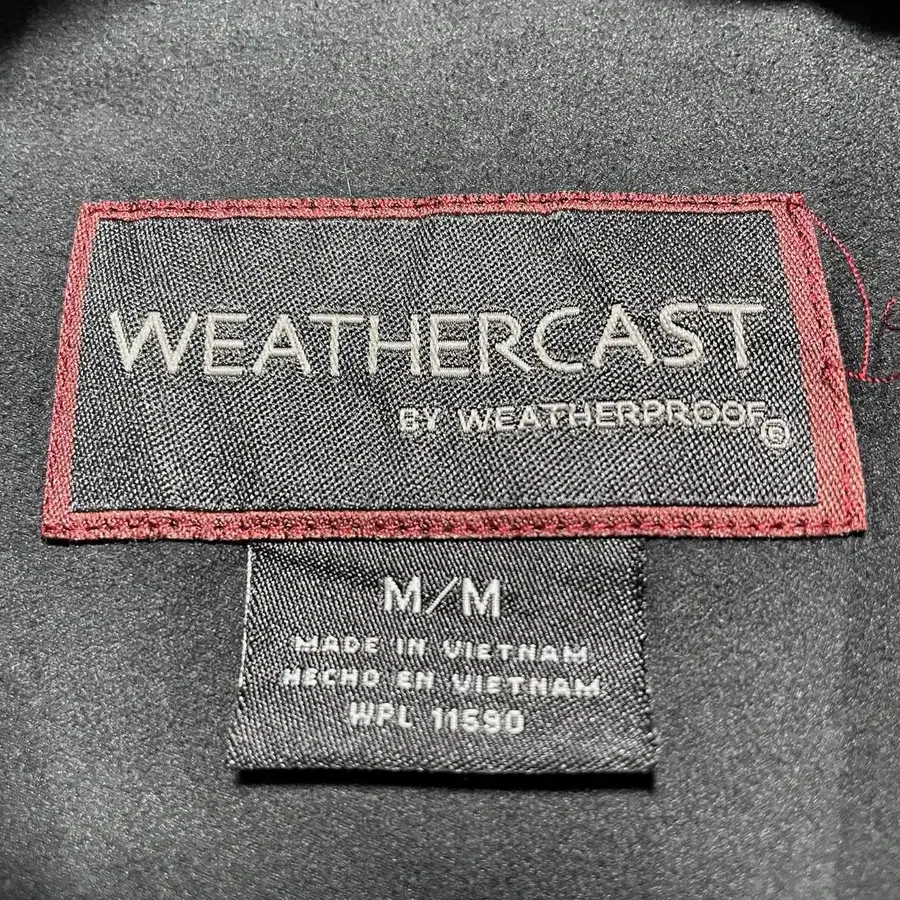 WEATHERCAST
BY WEATHERPROOF®
M/M
MADE IN VIETNAM
HECHO EN VIETNAM
WPL 11590